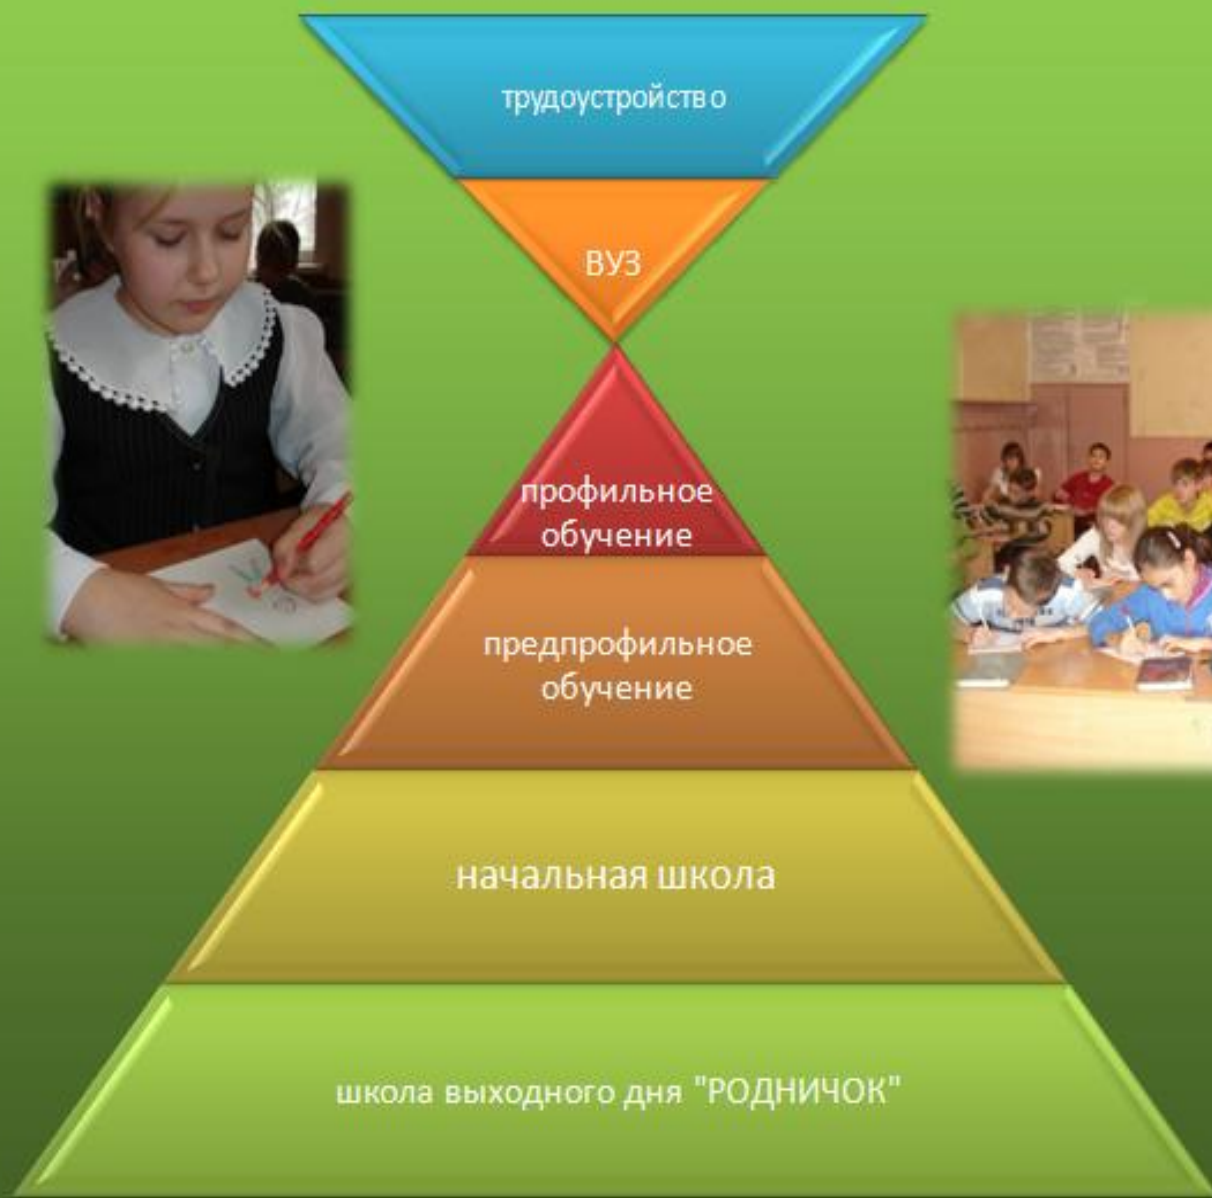 трудоустройство
ВУЗ
профильное
обучение
предпрофильное
обучение
начальная школа
школа выходного дня "РОДНИЧОК"